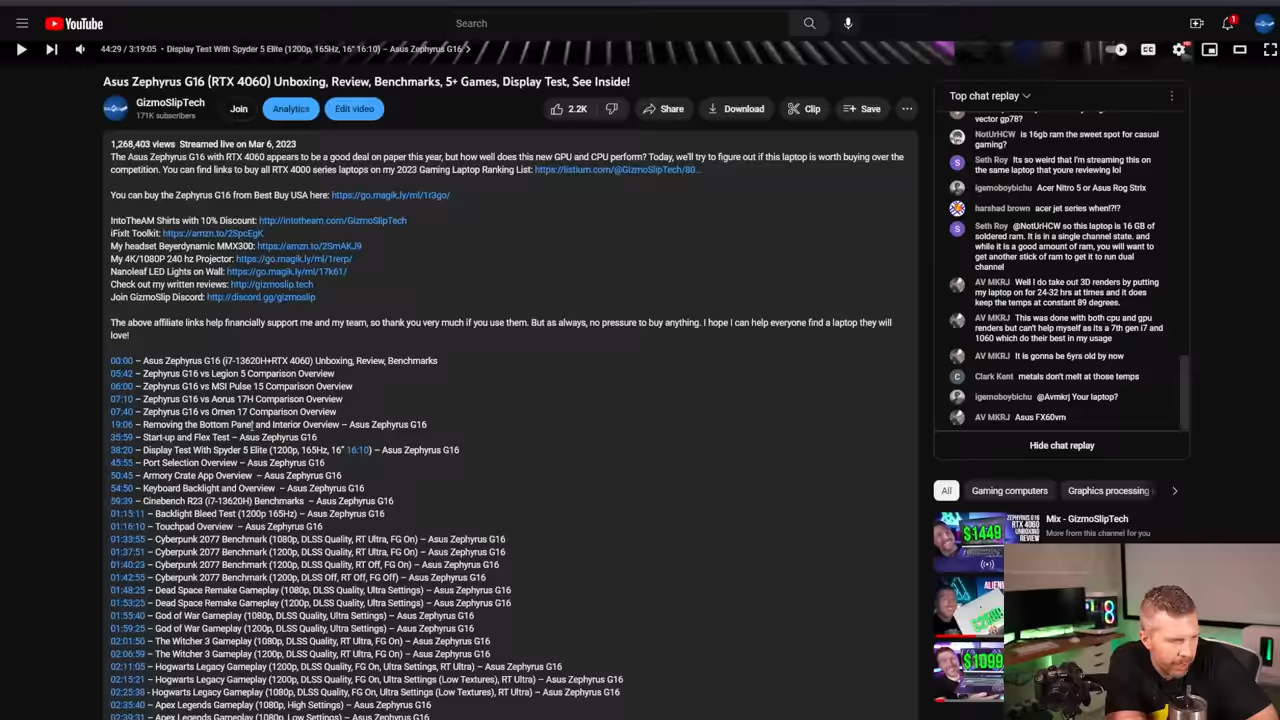 YouTube
Search
1
44:29 / 3:19:05 • Display Test With Spyder 5 Elite (1200p, 165Hz, 16" 16:10) – Asus Zephyrus G16 >
CC
Asus Zephyrus G16 (RTX 4060) Unboxing, Review, Benchmarks, 5+ Games, Display Test, See Inside!
GizmoSlipTech
171K subscribers
Join
Analytics
Edit video
2.2K
Share
Download
Clip
Save
1,268,403 views Streamed live on Mar 6, 2023
The Asus Zephyrus G16 with RTX 4060 appears to be a good deal on paper this year, but how well does this new GPU and CPU perform? Today, we'll try to figure out if this laptop is worth buying over the
competition. You can find links to buy all RTX 4000 series laptops on my 2023 Gaming Laptop Ranking List: https://listium.com/@GizmoSlipTech/80...
You can buy the Zephyrus G16 from Best Buy USA here: https://go.magik.ly/ml/1r3go/
IntoTheAM Shirts with 10% Discount: http://intotheam.com/GizmoSlipTech
iFixIt Toolkit: https://amzn.to/2SpcEgK
My headset Beyerdynamic MMX300: https://amzn.to/2SmAKJ9
My 4K/1080P 240 hz Projector: https://go.magik.ly/ml/1rerp/
Nanoleaf LED Lights on Wall: https://go.magik.ly/ml/17k61/
Check out my written reviews: http://gizmoslip.tech
Join GizmoSlip Discord: http://discord.gg/gizmoslip
The above affiliate links help financially support me and my team, so thank you very much if you use them. But as always, no pressure to buy anything. I hope I can help everyone find a laptop they will
love!
00:00 – Asus Zephyrus G16 (i7-13620H+RTX 4060) Unboxing, Review, Benchmarks
05:42 – Zephyrus G16 vs Legion 5 Comparison Overview
06:00 – Zephyrus G16 vs MSI Pulse 15 Comparison Overview
07:10 – Zephyrus G16 vs Aorus 17H Comparison Overview
07:40 – Zephyrus G16 vs Omen 17 Comparison Overview
19:06 – Removing the Bottom Panel and Interior Overview – Asus Zephyrus G16
35:59 – Start-up and Flex Test – Asus Zephyrus G16
38:20 – Display Test With Spyder 5 Elite (1200p, 165Hz, 16" 16:10) – Asus Zephyrus G16
45:55 – Port Selection Overview – Asus Zephyrus G16
50:45 – Armory Crate App Overview – Asus Zephyrus G16
54:50 – Keyboard Backlight and Overview – Asus Zephyrus G16
59:39 – Cinebench R23 (i7-13620H) Benchmarks – Asus Zephyrus G16
01:15:11 – Backlight Bleed Test (1200p 165Hz) – Asus Zephyrus G16
01:16:10 – Touchpad Overview – Asus Zephyrus G16
01:33:55 – Cyberpunk 2077 Benchmark (1080p, DLSS Quality, RT Ultra, FG On) – Asus Zephyrus G16
01:37:51 – Cyberpunk 2077 Benchmark (1200p, DLSS Quality, RT Ultra, FG On) – Asus Zephyrus G16
01:40:23 – Cyberpunk 2077 Benchmark (1200p, DLSS Quality, RT Off, FG On) – Asus Zephyrus G16
01:42:55 – Cyberpunk 2077 Benchmark (1200p, DLSS Off, RT Off, FG Off) – Asus Zephyrus G16
01:48:25 – Dead Space Remake Gameplay (1080p, DLSS Quality, Ultra Settings) – Asus Zephyrus G16
01:53:25 – Dead Space Remake Gameplay (1200p, DLSS Quality, Ultra Settings) – Asus Zephyrus G16
01:55:40 – God of War Gameplay (1080p, DLSS Quality, Ultra Settings) – Asus Zephyrus G16
01:59:25 – God of War Gameplay (1200p, DLSS Quality, Ultra Settings) – Asus Zephyrus G16
02:01:50 – The Witcher 3 Gameplay (1080p, DLSS Quality, RT Ultra, FG On) – Asus Zephyrus G16
02:06:59 – The Witcher 3 Gameplay (1200p, DLSS Quality, RT Ultra, FG On) – Asus Zephyrus G16
02:11:05 – Hogwarts Legacy Gameplay (1200p, DLSS Quality, FG On, Ultra Settings, RT Ultra) – Asus Zephyrus G16
02:15:21 – Hogwarts Legacy Gameplay (1200p, DLSS Quality, FG On, Ultra Settings (Low Textures), RT Ultra) – Asus Zephyrus G16
02:25:38 - Hogwarts Legacy Gameplay (1080p, DLSS Quality, FG On, Ultra Settings (Low Textures), RT Ultra) – Asus Zephyrus G16
02:35:40 – Apex Legends Gameplay (1080p, High Settings) – Asus Zephyrus G16
02:39:31 – Apex Legends Gameplay (1080p, Low Settings) – Asus Zephyrus G16
Top chat replay
vector gp78?
NotUrHCW is 16gb ram the sweet spot for casual
gaming?
Seth Roy Its so weird that I'm streaming this on
the same laptop that youre reviewing lol
igemoboybichu Acer Nitro 5 or Asus Rog Strix
harshad brown acer jet series when!?!?
Seth Roy @NotUrHCW so this laptop is 16 GB of
soldered ram. It is in a single channel state. and
while it is a good amount of ram, you will want to
get another stick of ram to get it to run dual
channel
AV MKRJ Well I do take out 3D renders by putting
my laptop on for 24-32 hrs at times and it does
keep the temps at constant 89 degrees.
AV MKRJ This was done with both cpu and gpu
renders but can't help myself as its a 7th gen i7 and
1060 which do their best in my usage
AV MKRJ It is gonna be 6yrs old by now
Clark Kent metals don't melt at those temps
igemoboybichu @Avmkrj Your laptop?
AV MKRJ Asus FX60vm
Hide chat replay
All
Gaming computers
Graphics processing
$1449
ZEPHYRUS G16
RTX 4060
UNBOXING
REVIEW
Mix - GizmoSlipTech
More from this channel for you
$1099